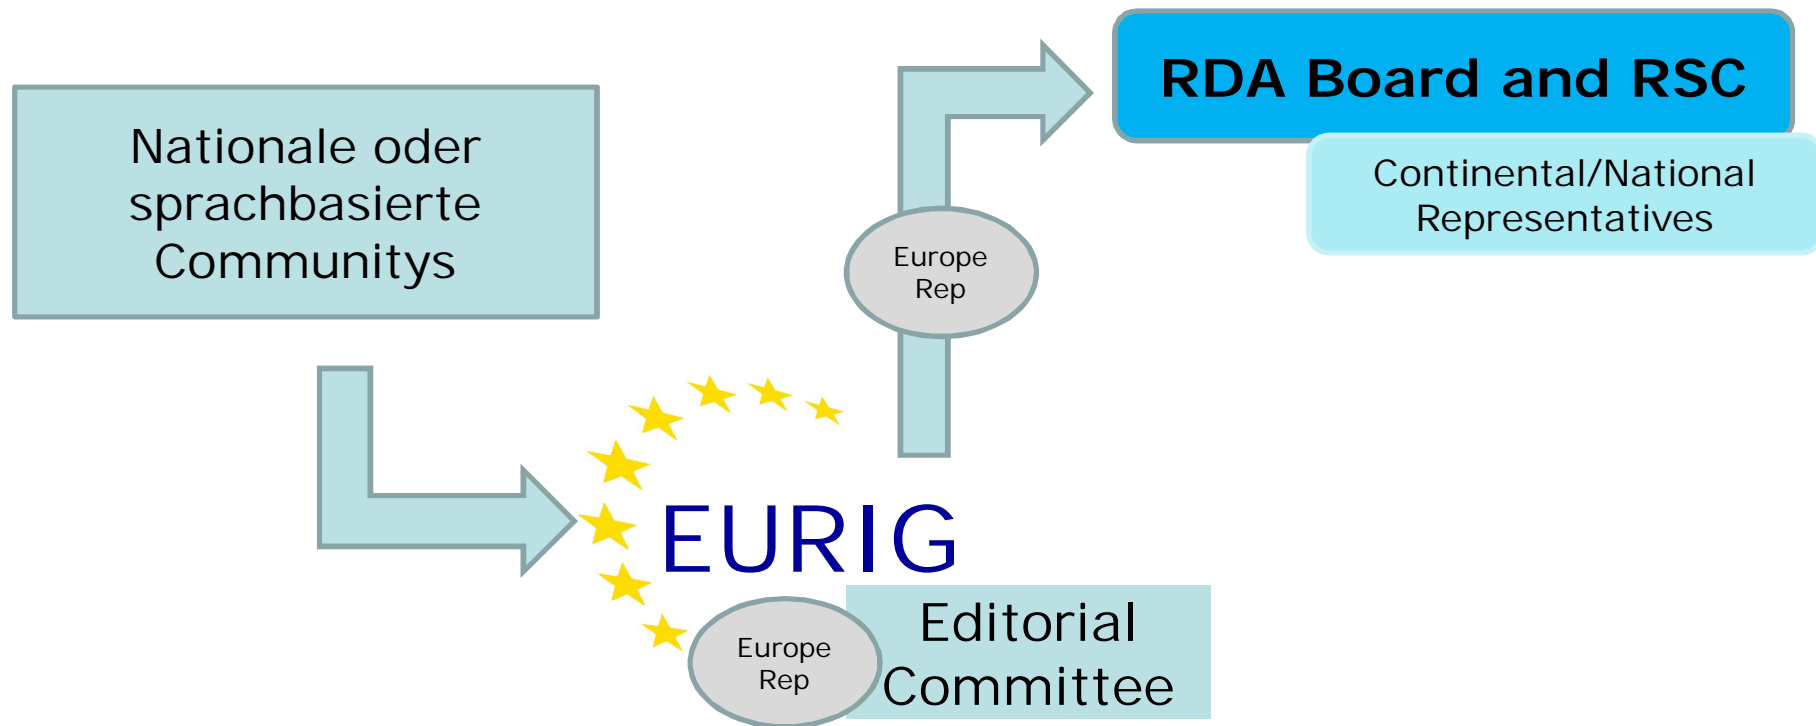 Nationale oder
sprachbasierte
Communitys
RDA Board and RSC
Continental/National
Representatives
Europe
Rep
EURIG
Europe
Rep
Editorial
Committee